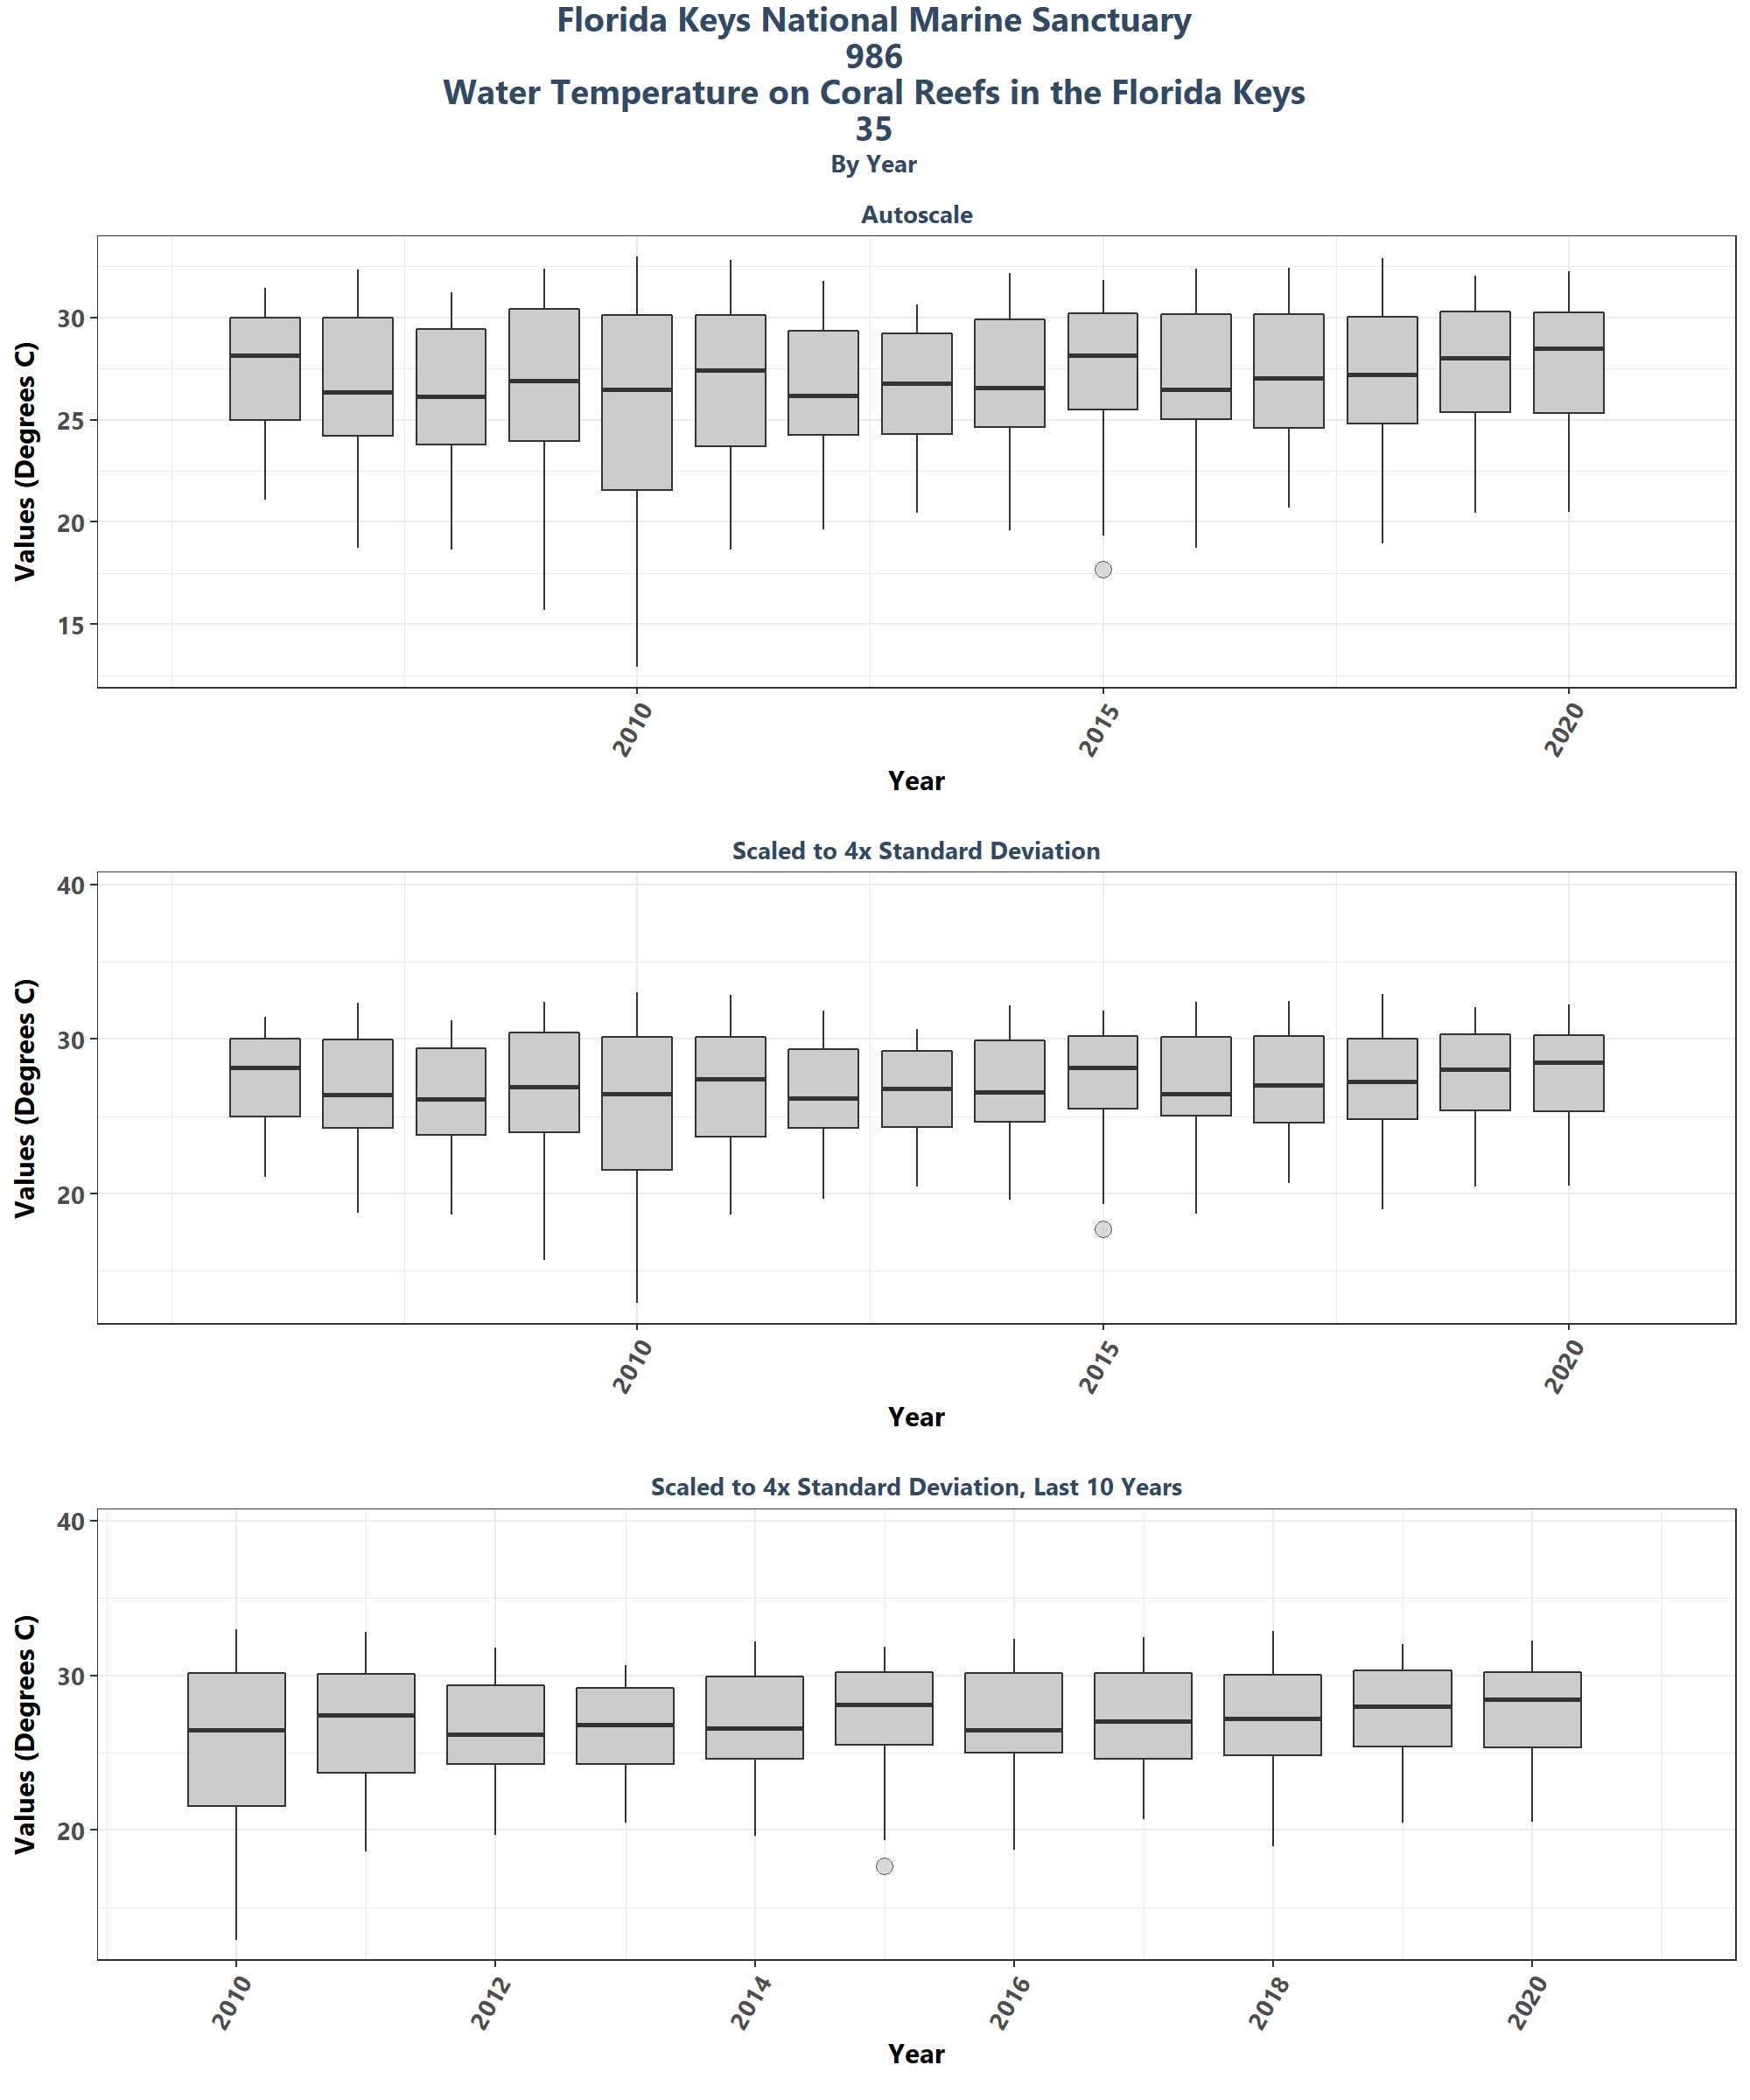 Florida Keys National Marine Sanctuary
986
Water Temperature on Coral Reefs in the Florida Keys
35
By Year
Autoscale
Values (Degrees C)
30
25
20
15
2010
2015
2020
Year
Scaled to 4x Standard Deviation
Values (Degrees C)
40
30
20
2010
2015
2020
Year
Scaled to 4x Standard Deviation, Last 10 Years
Values (Degrees C)
40
30
20
2010
2012
2014
2016
2018
2020
Year